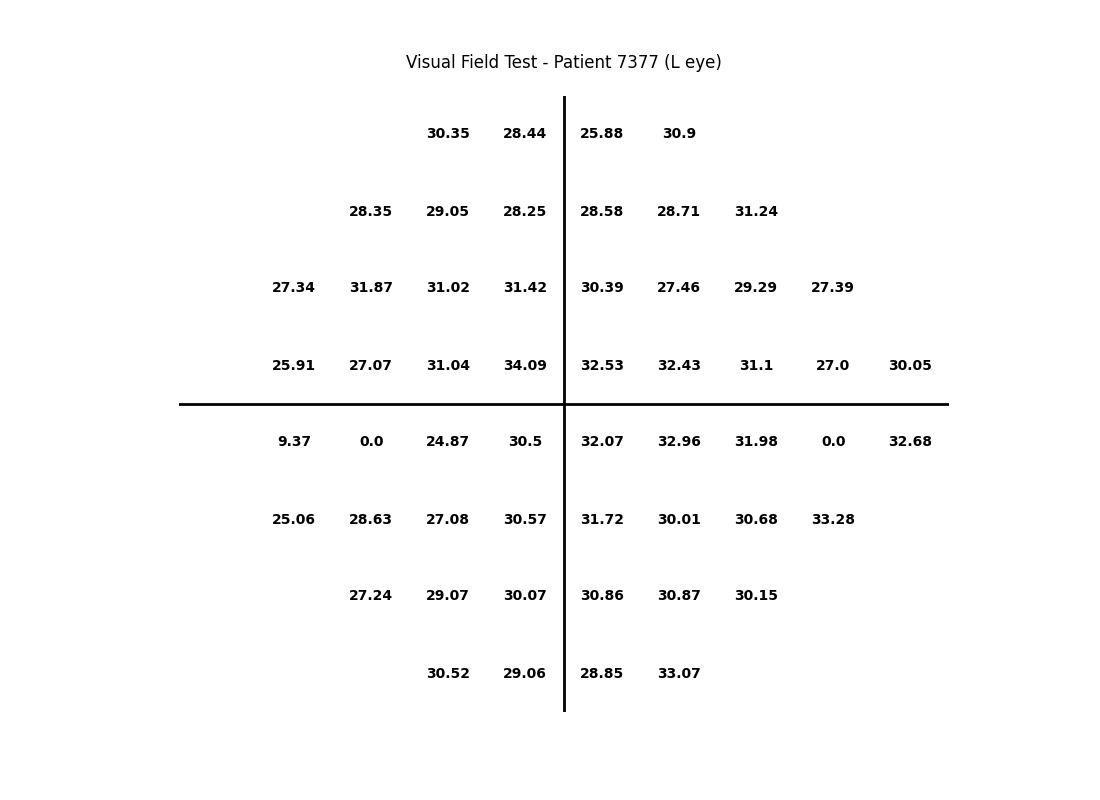 Visual Field Test - Patient 7377 (L eye)
30.35 28.44 25.88 30.9
28.35 29.05 28.25 28.58 28.71 31.24
27.34 31.87 31.02 31.42 30.39 27.46 29.29 27.39
25.91 27.07 31.04 34.09 32.53 32.43 31.1 27.0 30.05
9.37 0.0 24.87 30.5 32.07 32.96 31.98 0.0 32.68
25.06 28.63 27.08 30.57 31.72 30.01 30.68 33.28
27.24 29.07 30.07 30.86 30.87 30.15
30.52 29.06 28.85 33.07